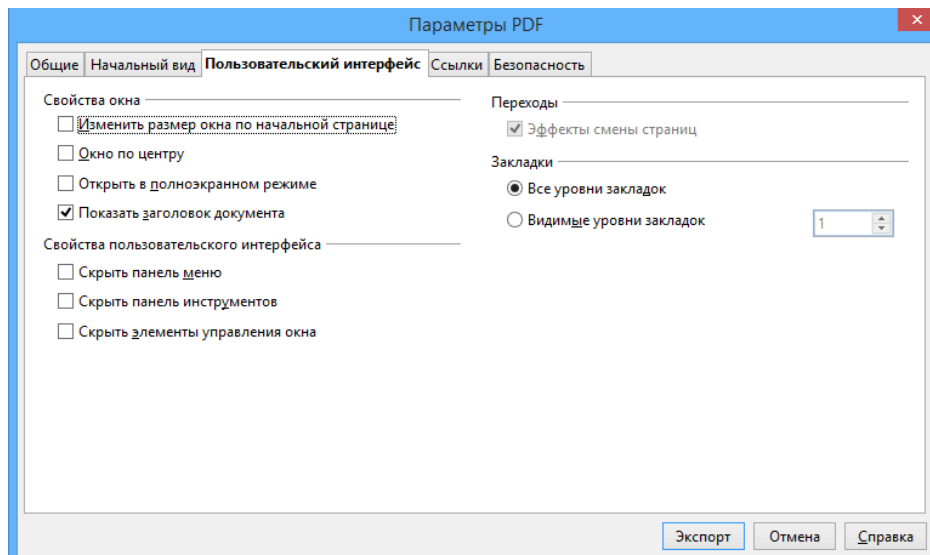 Параметры PDF
Общие Начальный вид Пользовательский интерфейс Ссылки Безопасность
Свойства окна
Изменить размер окна по начальной странице
Окно по центру
Открыть в полноэкранном режиме
Показать заголовок документа
Свойства пользовательского интерфейса
Скрыть панель меню
Скрыть панель инструментов
Скрыть элементы управления окна
Переходы
Эффекты смены страниц
Закладки
Все уровни закладок
Видимые уровни закладок 1
Экспорт Отмена Справка